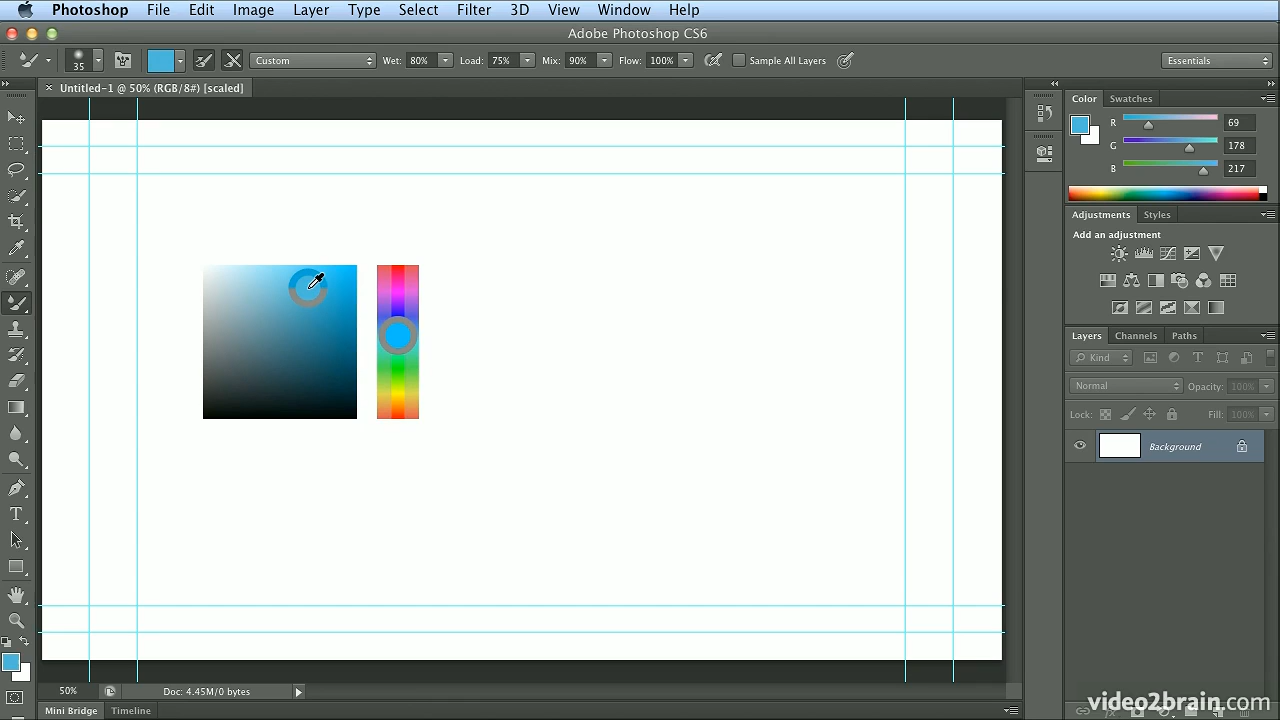 Photoshop File Edit Image Layer Type Select Filter 3D View Window Help
Adobe Photoshop CS6
35 Custom Wet: 80% Load: 75% Mix: 90% Flow: 100% Sample All Layers Essentials
Untitled-1 @ 50% (RGB/8#) [scaled]
Color Swatches
R 69
G 178
B 217
Adjustments Styles
Add an adjustment
Layers Channels Paths
Kind
Normal Opacity: 100%
Lock: Fill: 100%
Background
50% Doc: 4.45M/0 bytes
Mini Bridge Timeline
video2brain.com